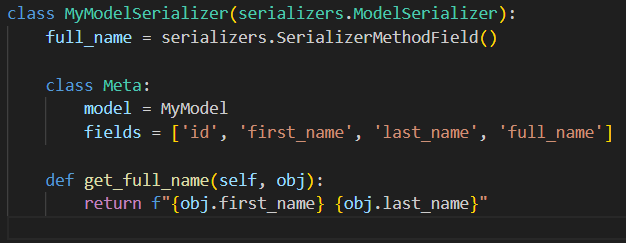 class MyModelSerializer(serializers.ModelSerializer):
    full_name = serializers.SerializerMethodField()

    class Meta:
        model = MyModel
        fields = ['id', 'first_name', 'last_name', 'full_name']

    def get_full_name(self, obj):
        return f"{obj.first_name} {obj.last_name}"